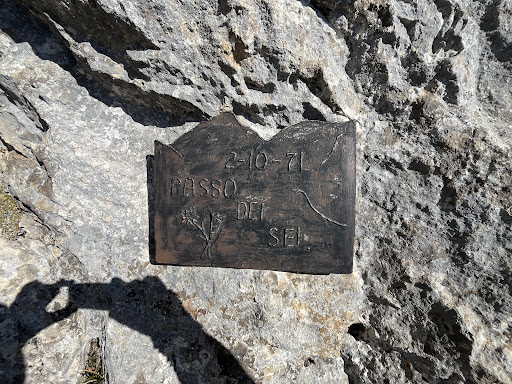 2-10-71
PASSO
DEI
SEI